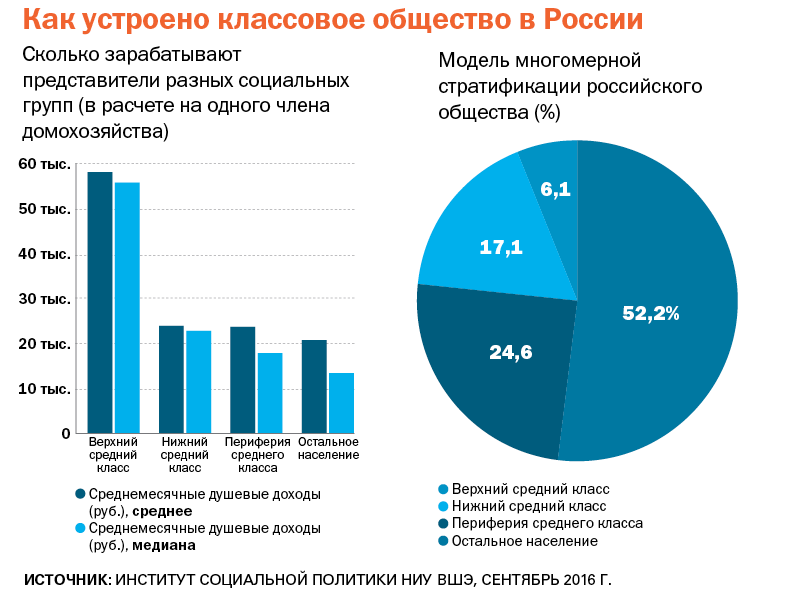 Как устроено классовое общество в России
Сколько зарабатывают
представители разных социальных
групп (в расчете на одного члена
домохозяйства)
60 тыс.
50 тыс.
40 тыс.
30 тыс.
20 тыс.
10 тыс.
0
Верхний
средний
класс
Нижний
средний
класс
Периферия
среднего
класса
Остальное
население
Среднемесячные душевые доходы
(руб.), среднее
Среднемесячные душевые доходы
(руб.), медиана
Модель многомерной
стратификации российского
общества (%)
6,1
17,1
52,2%
24,6
Верхний средний класс
Нижний средний класс
Периферия среднего класса
Остальное население
ИСТОЧНИК: ИНСТИТУТ СОЦИАЛЬНОЙ ПОЛИТИКИ НИУ ВШЭ, СЕНТЯБРЬ 2016 Г.